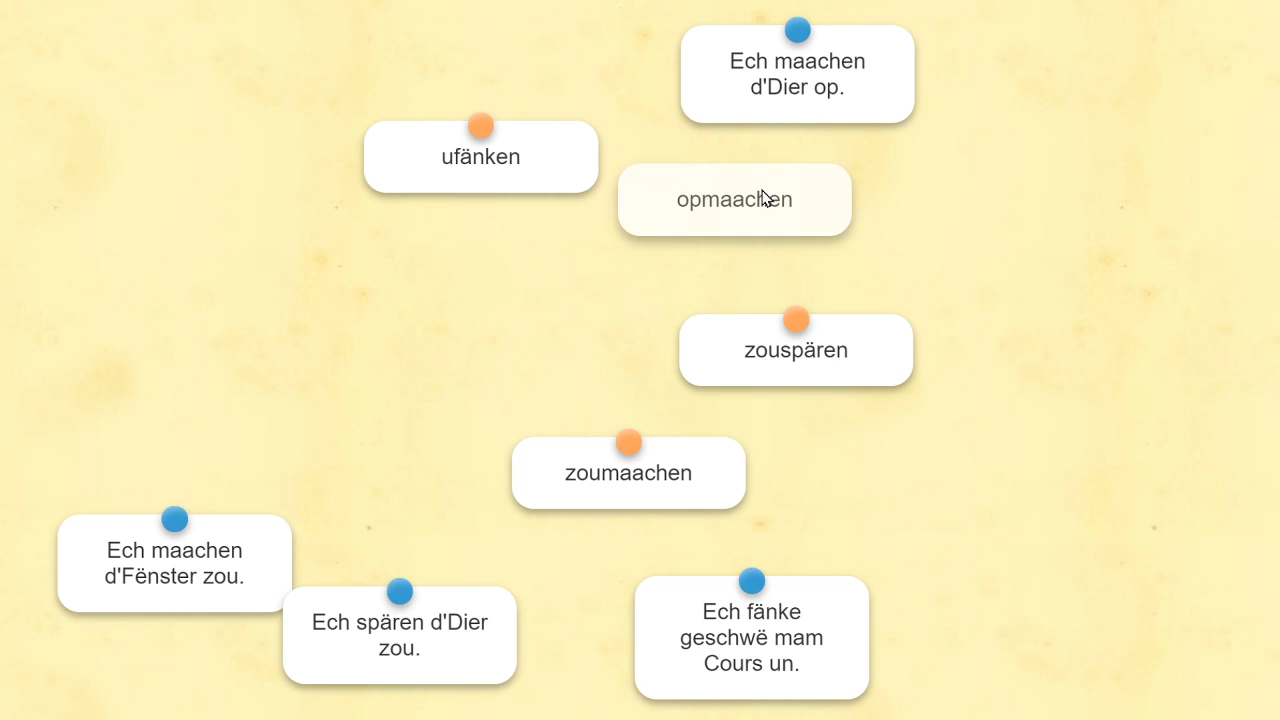 Ech maachen
d'Dier op.
ufänken
opmaachen
zouspären
zoumaachen
Ech maachen
d'Fënster zou.
Ech spären d'Dier
zou.
Ech fänke
geschwë mam
Cours un.